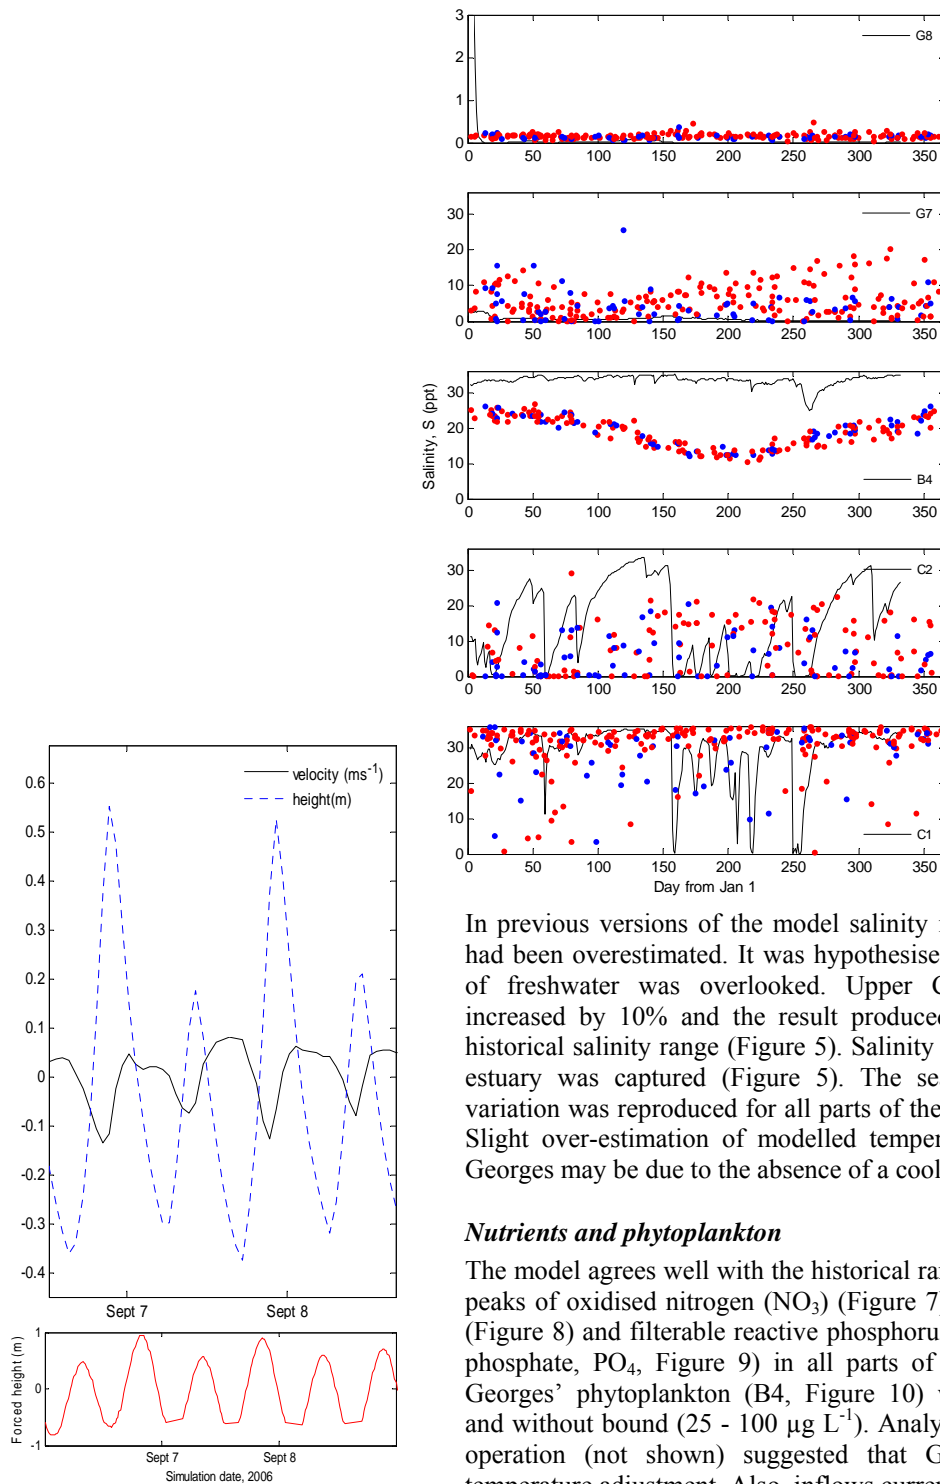 3
G8
2
1
0
0 50 100 150 200 250 300 350
G7
30
20
10
0
0 50 100 150 200 250 300 350
Salinity, S (ppt)
30
20
10
B4
0
0 50 100 150 200 250 300 350
C2
30
20
10
0
0 50 100 150 200 250 300 350
30
20
10
C1
0
0 50 100 150 200 250 300 350
Day from Jan 1
velocity (ms-1)
height(m)
0.6
0.5
0.4
0.3
0.2
0.1
0
-0.1
-0.2
-0.3
-0.4
Sept 7 Sept 8
Forced height (m)
1
0
-1
Sept 7 Sept 8
Simulation date, 2006
In previous versions of the model salinity
had been overestimated. It was hypothesise
of freshwater was overlooked. Upper C
increased by 10% and the result produced
historical salinity range (Figure 5). Salinity
estuary was captured (Figure 5). The se
variation was reproduced for all parts of the
Slight over-estimation of modelled temper
Georges may be due to the absence of a cool
Nutrients and phytoplankton
The model agrees well with the historical ran
peaks of oxidised nitrogen (NO3) (Figure 7)
(Figure 8) and filterable reactive phosphoru
phosphate, PO4, Figure 9) in all parts of
Georges’ phytoplankton (B4, Figure 10)
and without bound (25 - 100 µg L-1). Analy
operation (not shown) suggested that G
temperature adjustment. Also, inflows curren